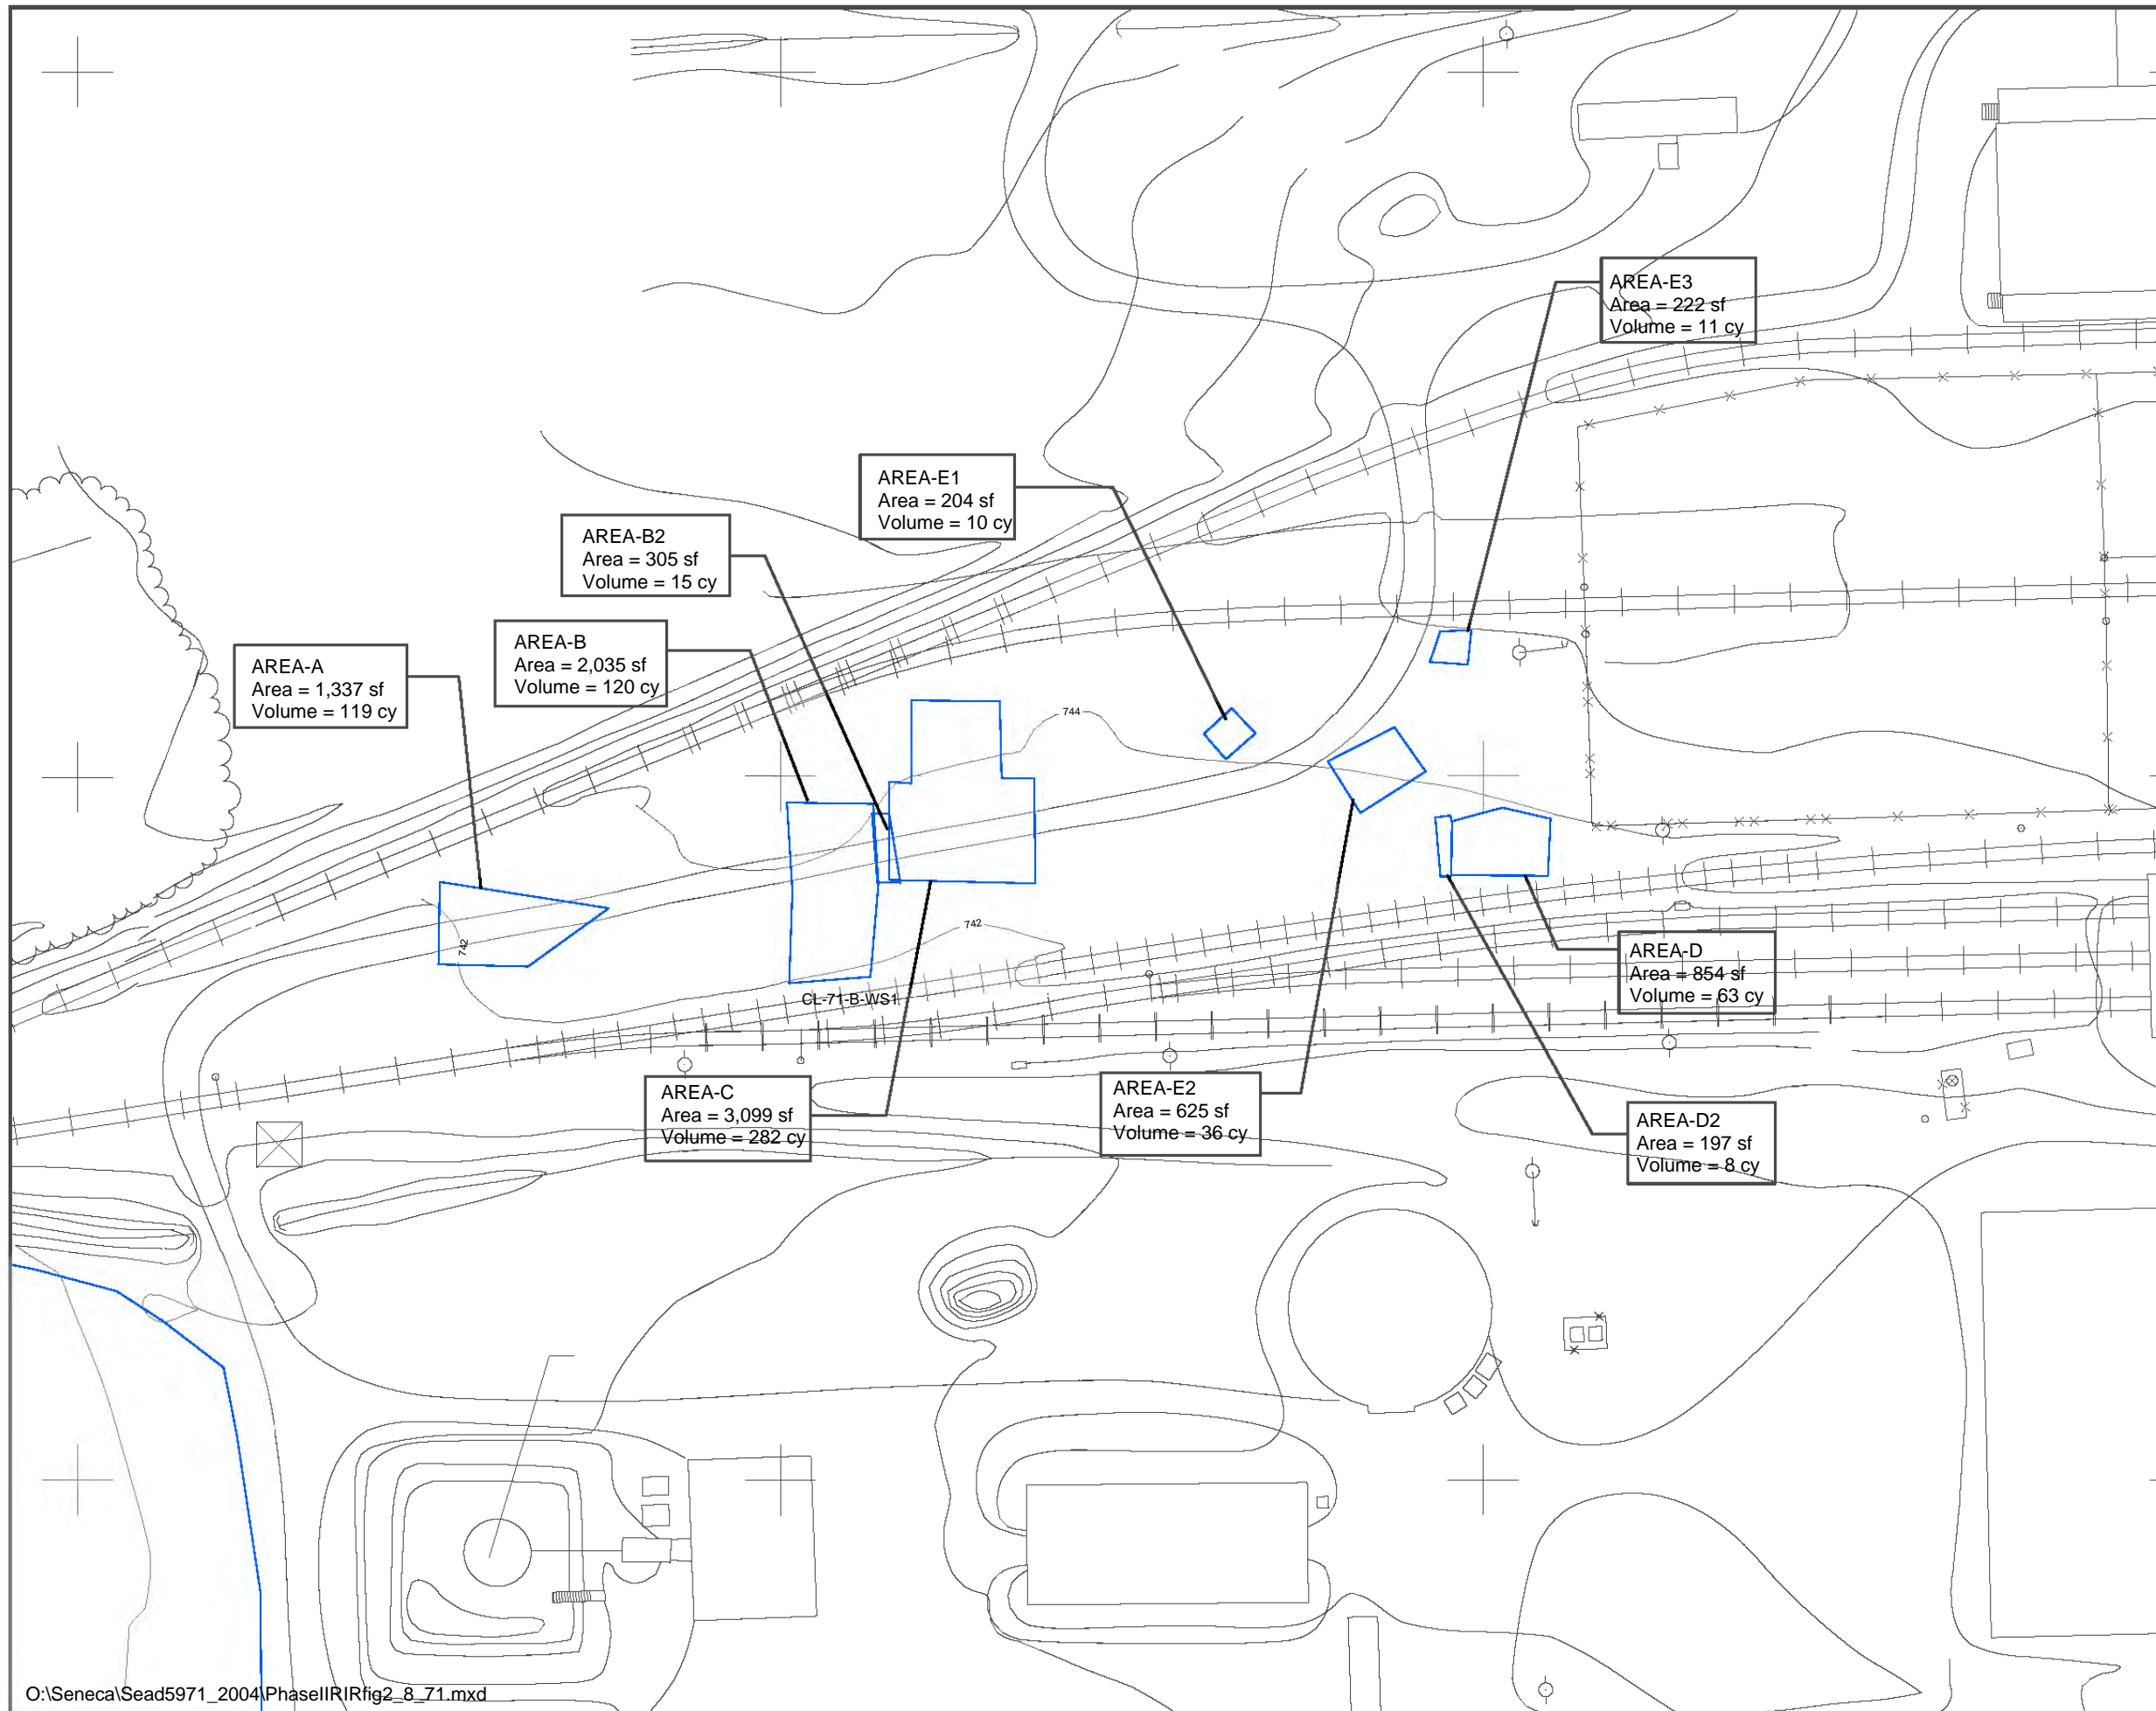 AREA-E3
Area = 222 sf
Volume = 11 cy
AREA-E1
Area = 204 sf
Volume = 10 cy
AREA-B2
Area = 305 sf
Volume = 15 cy
AREA-B
Area = 2,035 sf
Volume = 120 cy
AREA-A
Area = 1,337 sf
Volume = 119 cy
744
742
742
CL-71-B-WS1
AREA-D
Area = 854 sf
Volume = 63 cy
AREA-C
Area = 3,099 sf
Volume = 282 cy
AREA-E2
Area = 625 sf
Volume = 36 cy
AREA-D2
Area = 197 sf
Volume = 8 cy
O:\Seneca\Sead5971_2004\PhaseIIRIRfig2_8_71.mxd